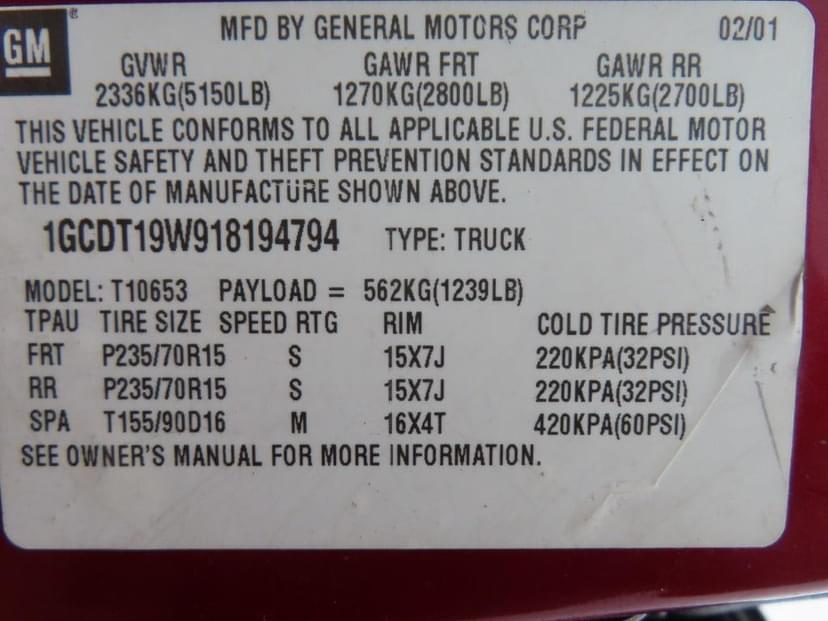 GM
MFD BY GENERAL MOTORS CORP 02/01
GVWR GAWR FRT GAWR RR
2336KG(5150LB) 1270KG(2800LB) 1225KG(2700LB)
THIS VEHICLE CONFORMS TO ALL APPLICABLE U.S. FEDERAL MOTOR
VEHICLE SAFETY AND THEFT PREVENTION STANDARDS IN EFFECT ON
THE DATE OF MANUFACTURE SHOWN ABOVE.
1GCDT19W918194794 TYPE: TRUCK
MODEL: T10653 PAYLOAD = 562KG(1239LB)
TPAU TIRE SIZE SPEED RTG RIM COLD TIRE PRESSURE
FRT P235/70R15 S 15X7J 220KPA(32PSI)
RR P235/70R15 S 15X7J 220KPA(32PSI)
SPA T155/90D16 M 16X4T 420KPA(60PSI)
SEE OWNER'S MANUAL FOR MORE INFORMATION.